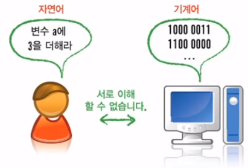 자연어
변수 a에
3을 더해라
기계어
1000 0011
1100 0000
...
서로 이해
할 수 없습니다.